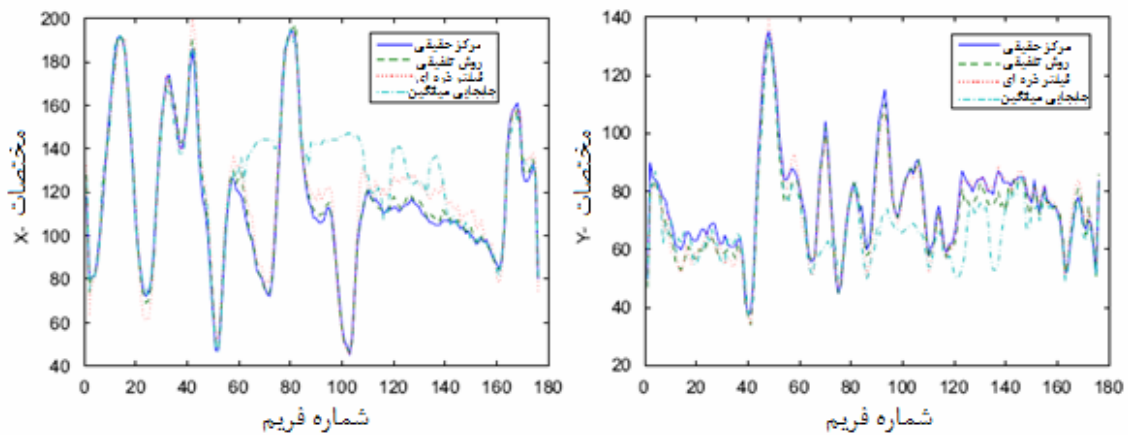 200
180
160
140
120
100
80
60
40
0 20 40 60 80 100 120 140 160 180
مختصات -X
شماره فریم
مرکز حقیقی
روش تلفیقی
فیلتر ذره ای
جابجایی میانگین
140
120
100
80
60
40
20
0 20 40 60 80 100 120 140 160 180
مختصات -Y
شماره فریم
مرکز حقیقی
روش تلفیقی
فیلتر ذره ای
جابجایی میانگین